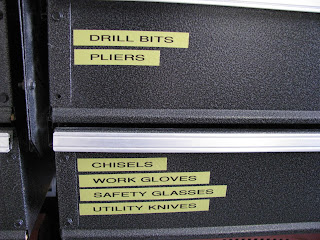 DRILL BITS
PLIERS
CHISELS
WORK GLOVES
SAFETY GLASSES
UTILITY KNIVES